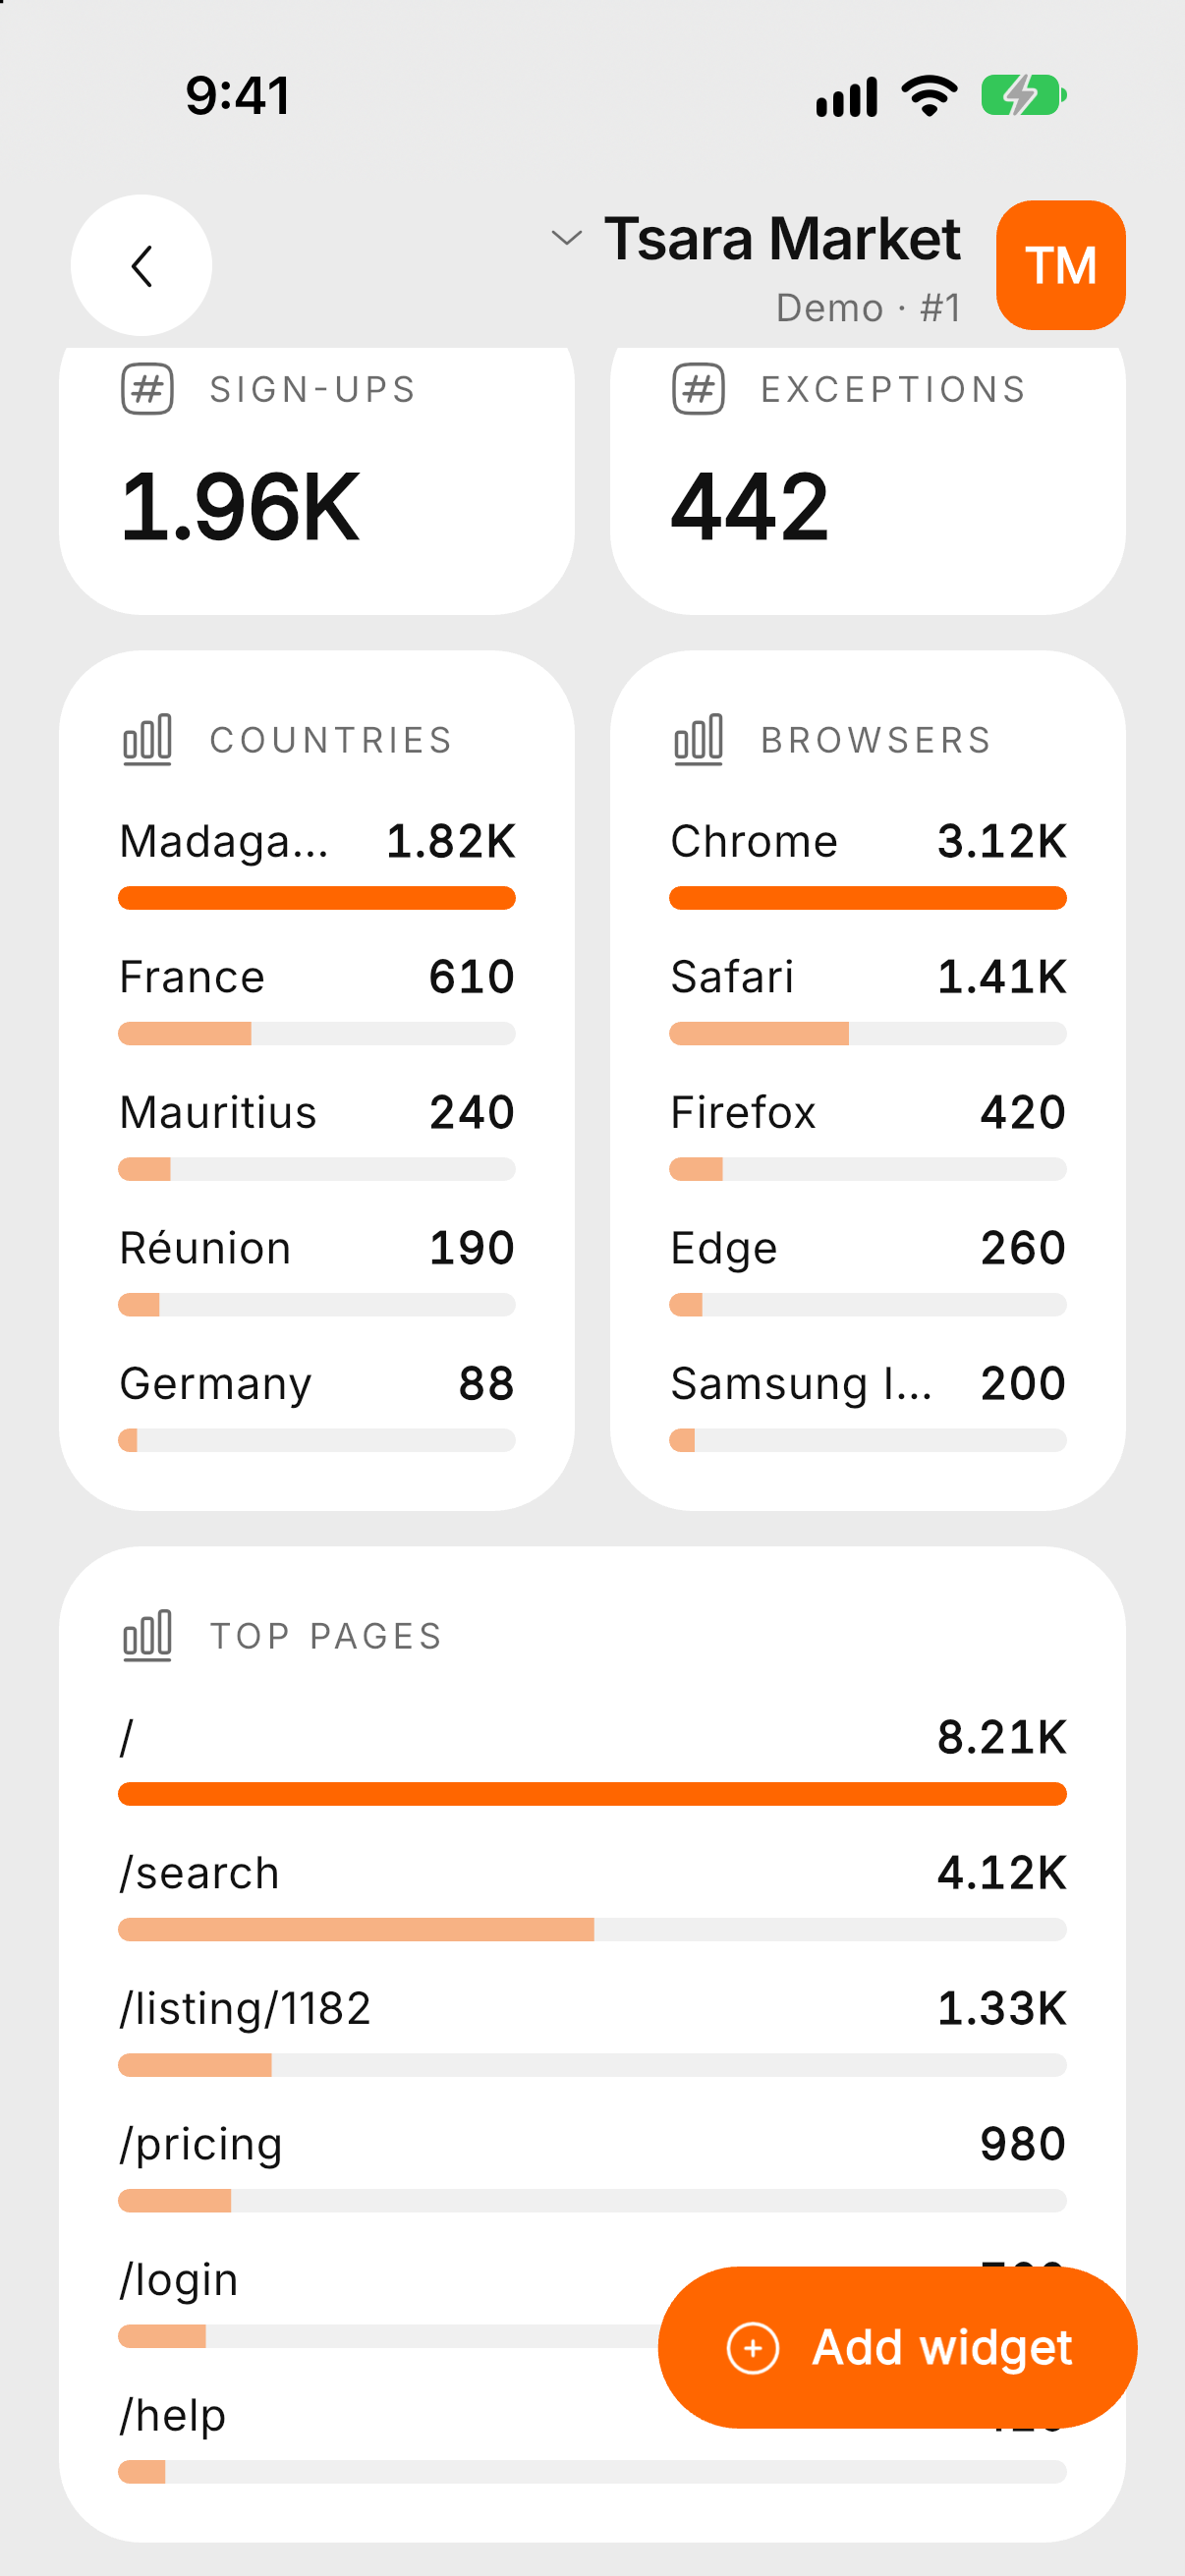 9:41
Tsara Market
Demo · #1
TM
SIGN-UPS
1.96K
EXCEPTIONS
442
COUNTRIES
Madaga... 1.82K
France 610
Mauritius 240
Réunion 190
Germany 88
BROWSERS
Chrome 3.12K
Safari 1.41K
Firefox 420
Edge 260
Samsung I... 200
TOP PAGES
/ 8.21K
/search 4.12K
/listing/1182 1.33K
/pricing 980
/login
Add widget
/help